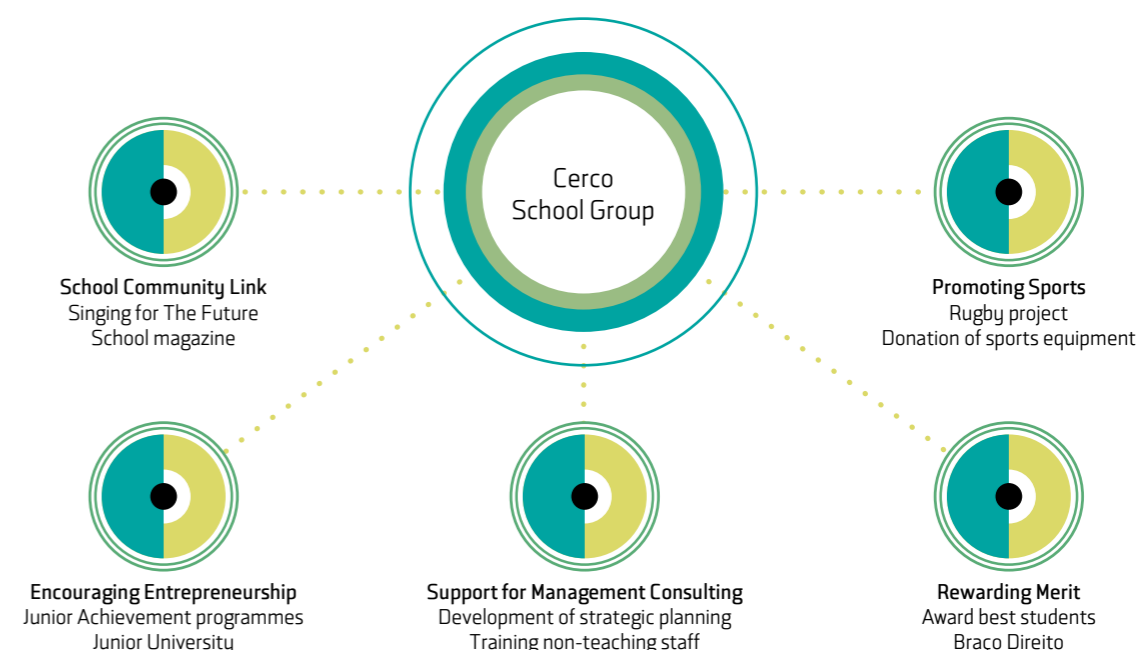 Cerco
School Group
School Community Link
Singing for The Future
School magazine
Promoting Sports
Rugby project
Donation of sports equipment
Encouraging Entrepreneurship
Junior Achievement programmes
Junior University
Support for Management Consulting
Development of strategic planning
Training non-teaching staff
Rewarding Merit
Award best students
Braco Direito